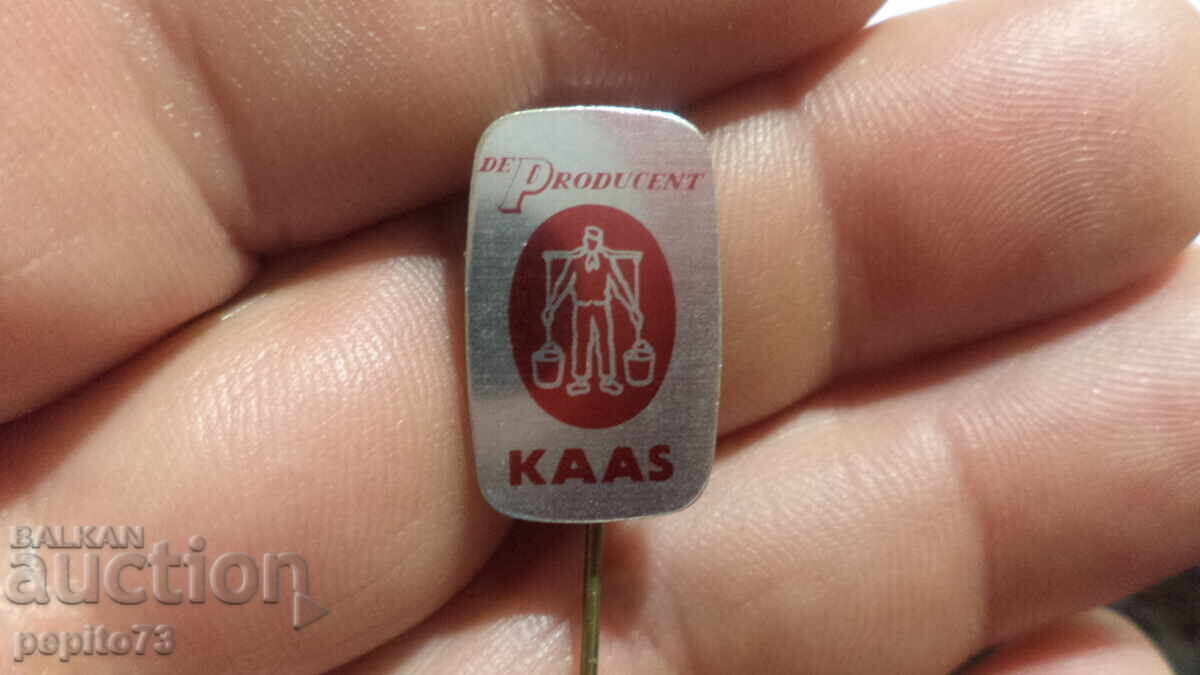 DE PRODUCENT
KAAS
BALKAN
auction
pepito73